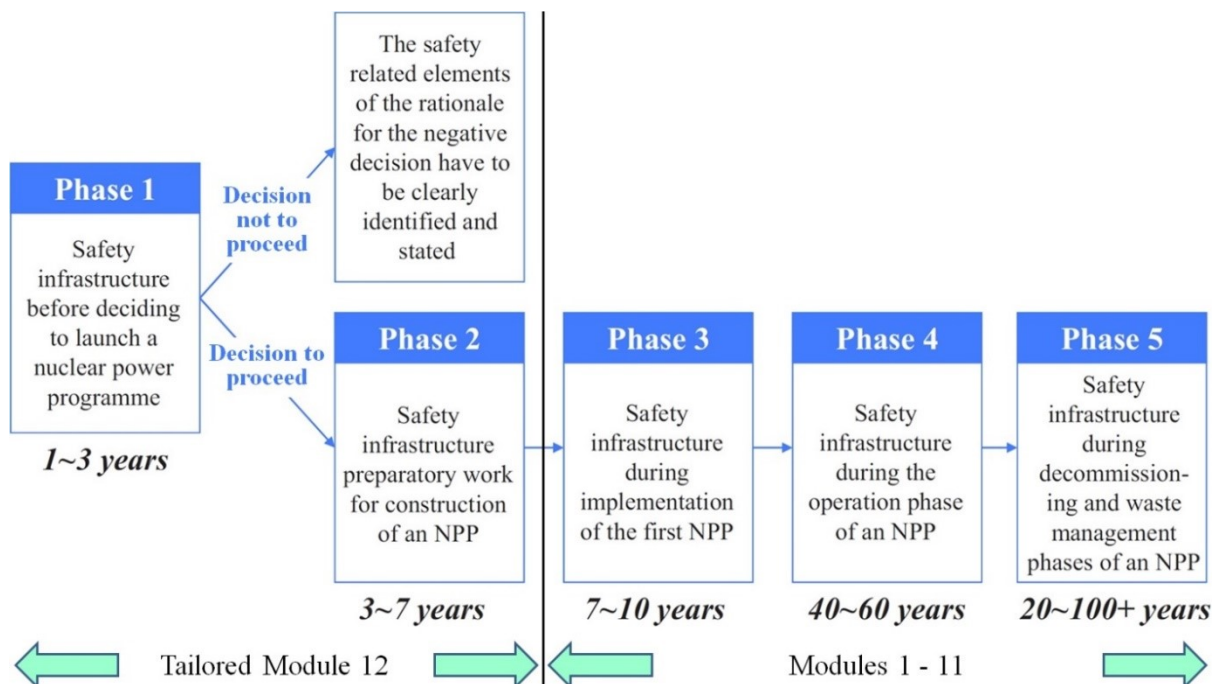 Phase 1
Safety
infrastructure
before deciding
to launch a
nuclear power
programme
1~3 years
Decision
not to
proceed
The safety
related elements
of the rationale
for the negative
decision have to
be clearly
identified and
stated
Decision to
proceed
Phase 2
Safety
infrastructure
preparatory work
for construction
of an NPP
3~7 years
Phase 3
Safety
infrastructure
during
implementation
of the first NPP
7~10 years
Phase 4
Safety
infrastructure
during the
operation phase
of an NPP
40~60 years
Phase 5
Safety
infrastructure
during
decommission-
ing and waste
management
phases of an NPP
20~100+ years
Tailored Module 12
Modules 1 - 11